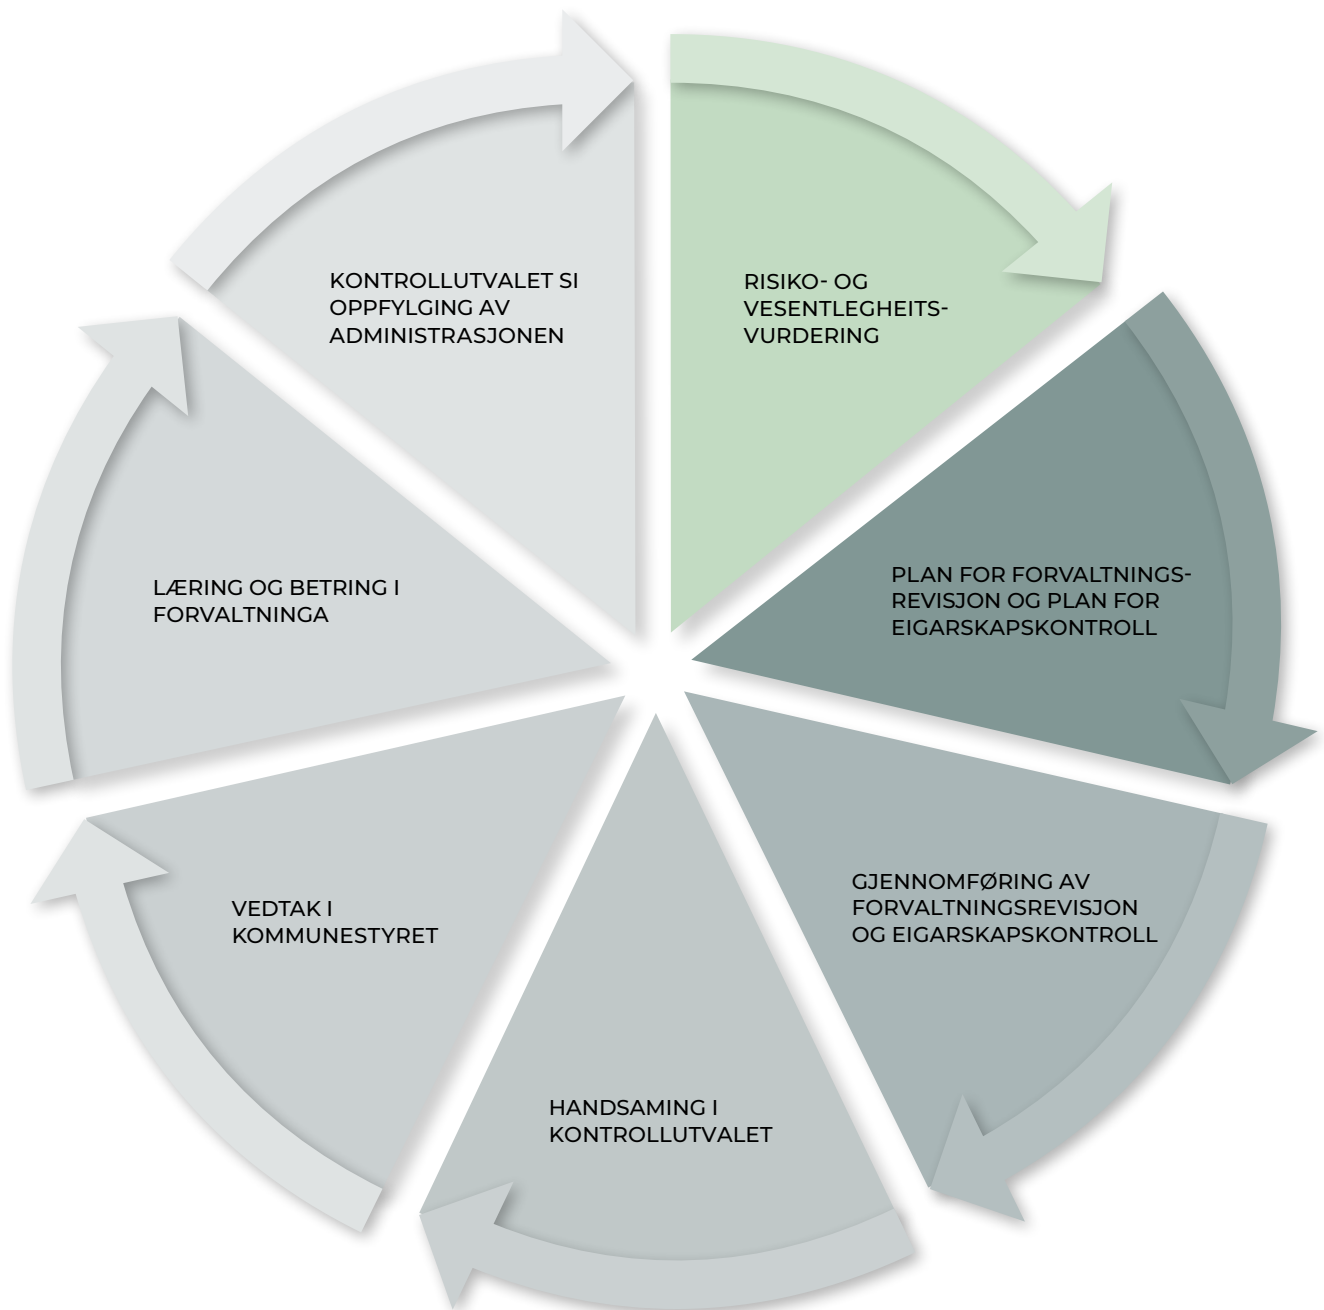 RISIKO- OG
VESENTLEGHEITS-
VURDERING
PLAN FOR FORVALTNINGS-
REVISJON OG PLAN FOR
EIGARSKAPSKONTROLL
GJENNOMFØRING AV
FORVALTNINGSREVISJON
OG EIGARSKAPSKONTROLL
HANDSAMING I
KONTROLLUTVALET
VEDTAK I
KOMMUNESTYRET
LÆRING OG BETRING I
FORVALTNINGA
KONTROLLUTVALET SI
OPPFYLGING AV
ADMINISTRASJONEN